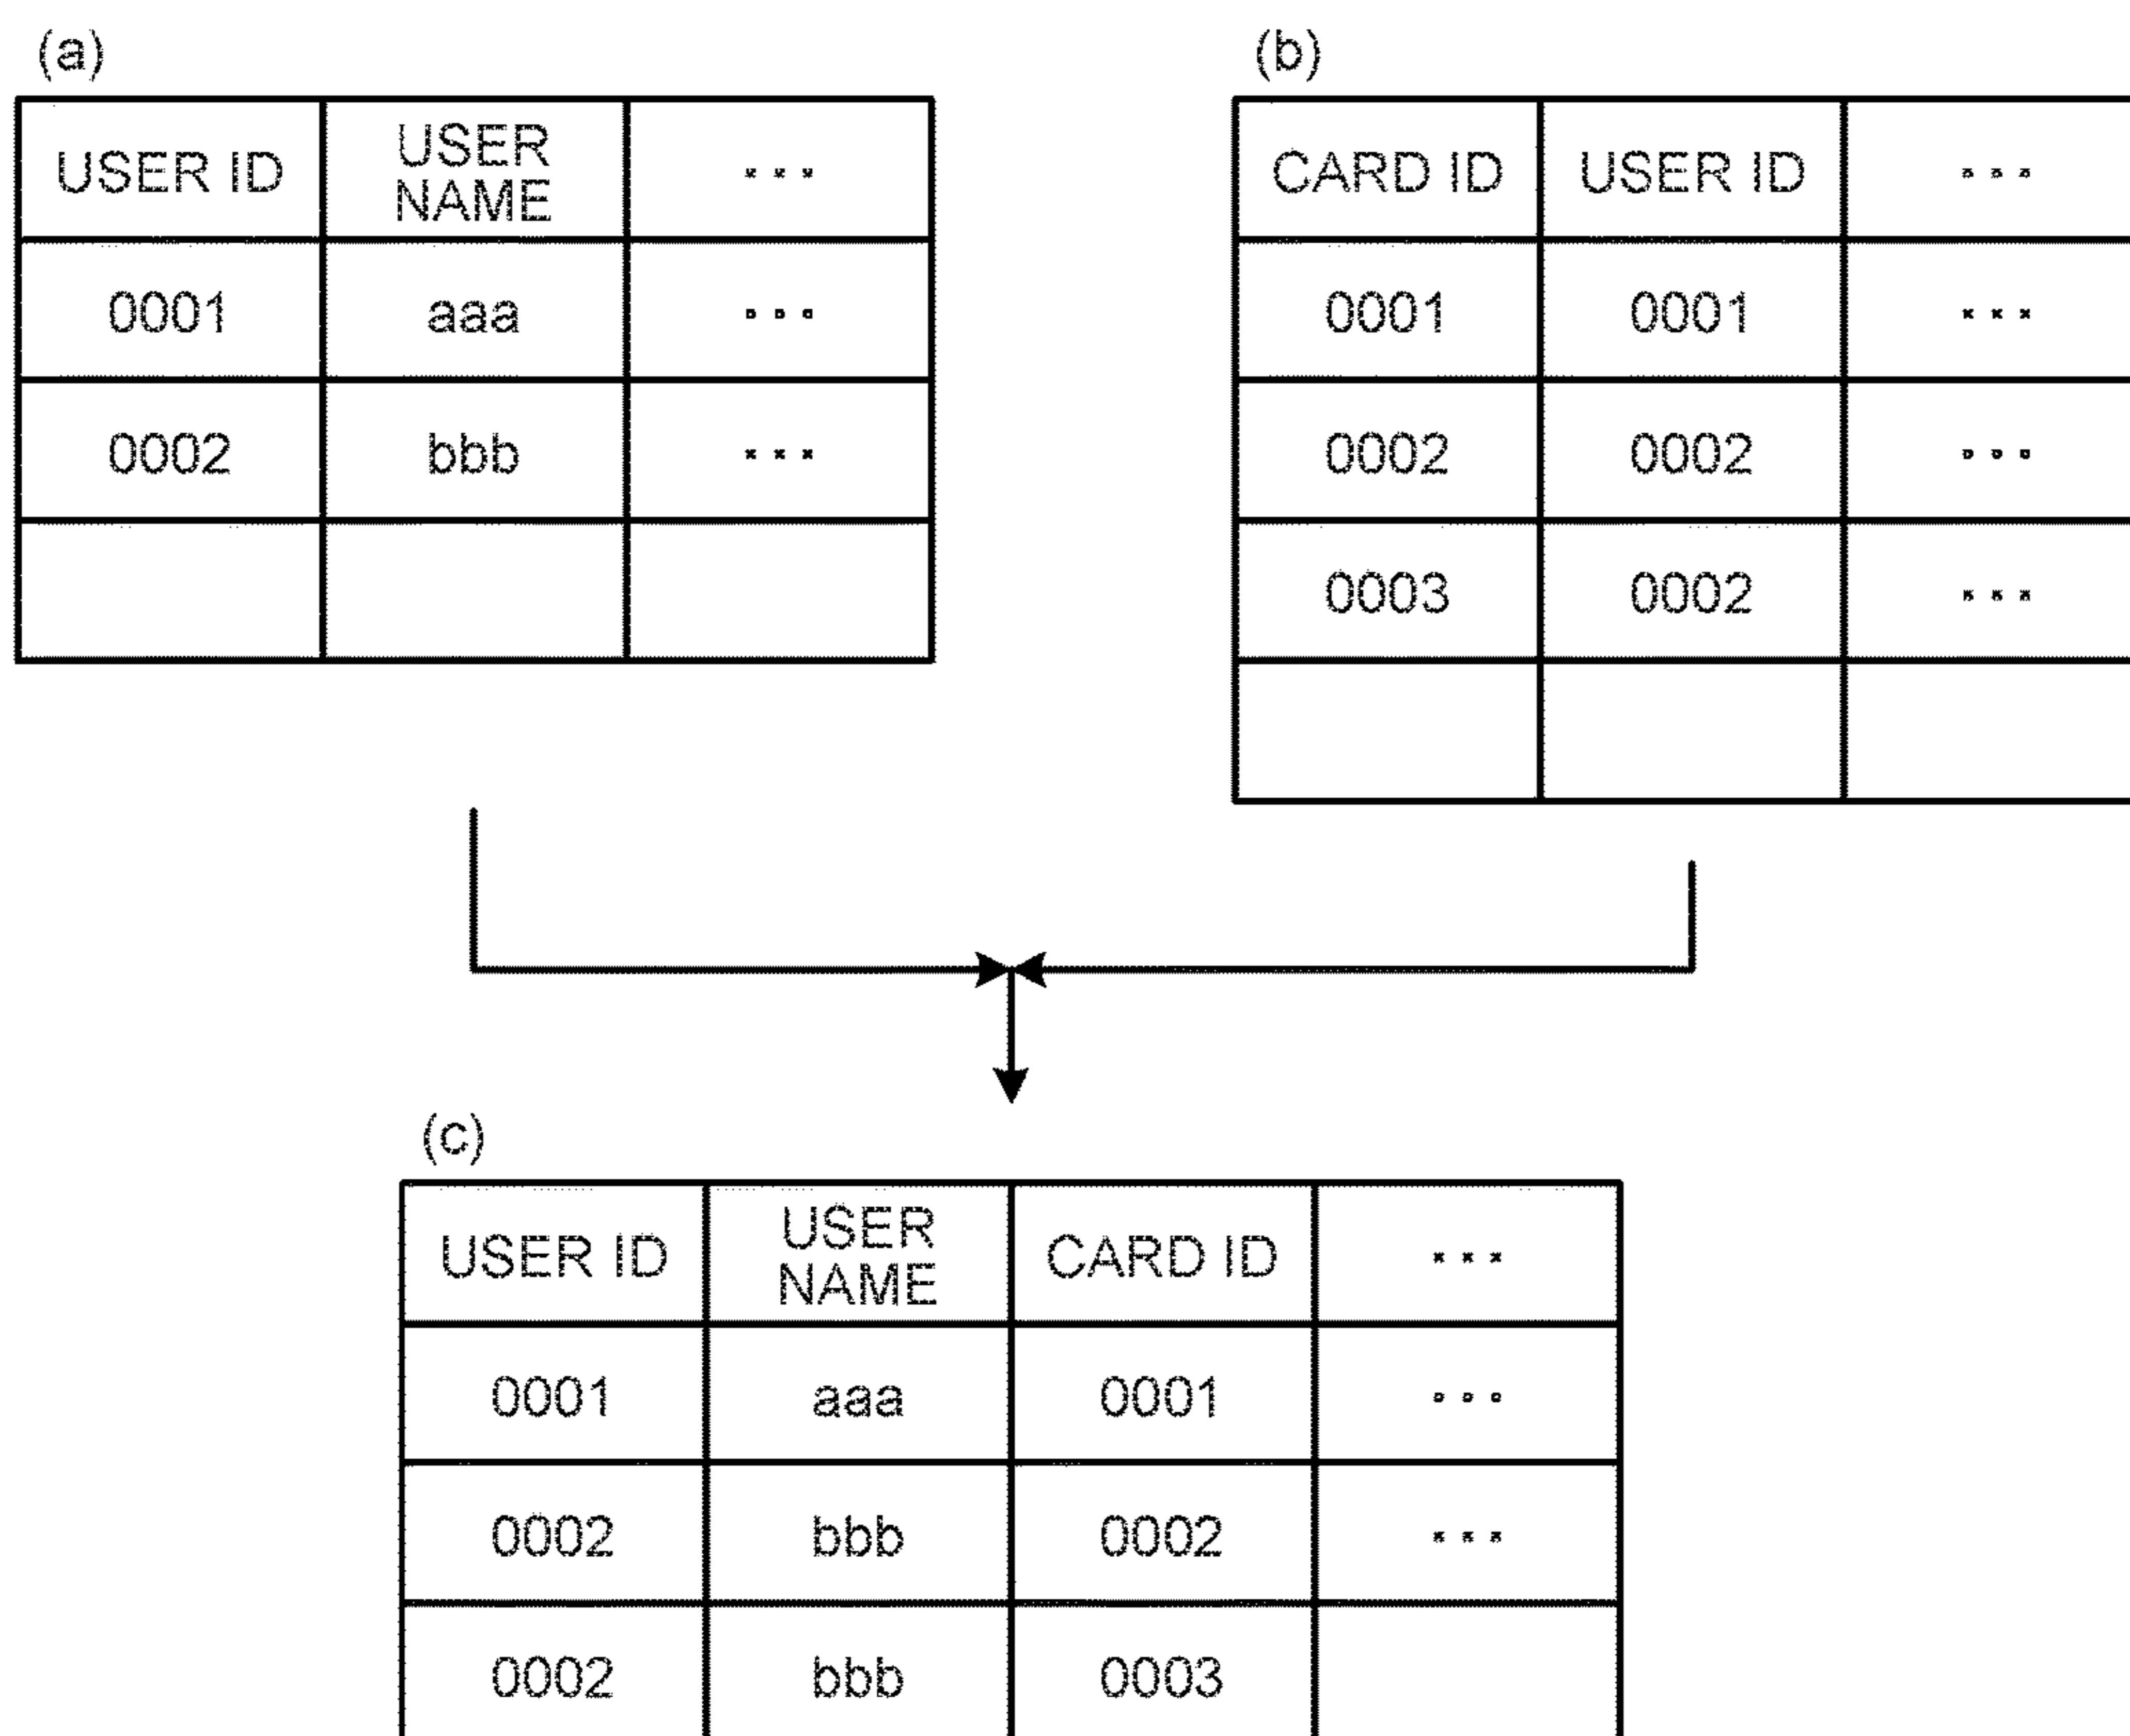 (a)
USER ID USER NAME ...
0001 aaa ...
0002 bbb ...
(b)
CARD ID USER ID ...
0001 0001 ...
0002 0002 ...
0003 0002 ...
(c)
USER ID USER NAME CARD ID ...
0001 aaa 0001 ...
0002 bbb 0002 ...
0002 bbb 0003